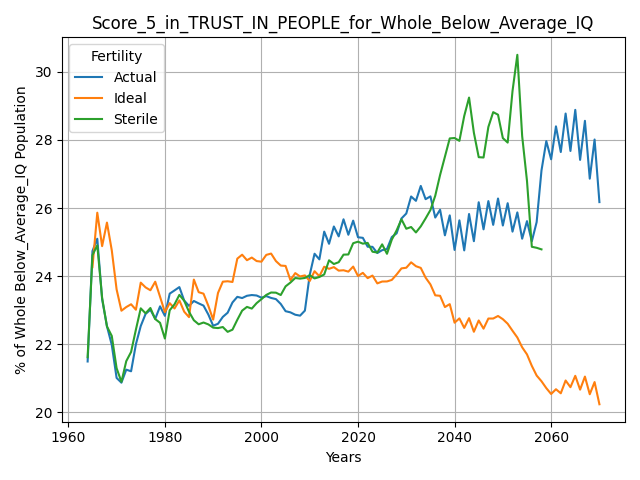 Score_5_in_TRUST_IN_PEOPLE_for_Whole_Below_Average_IQ
% of Whole Below_Average_IQ Population
30
28
26
24
22
20
Fertility
Actual
Ideal
Sterile
1960 1980 2000 2020 2040 2060
Years